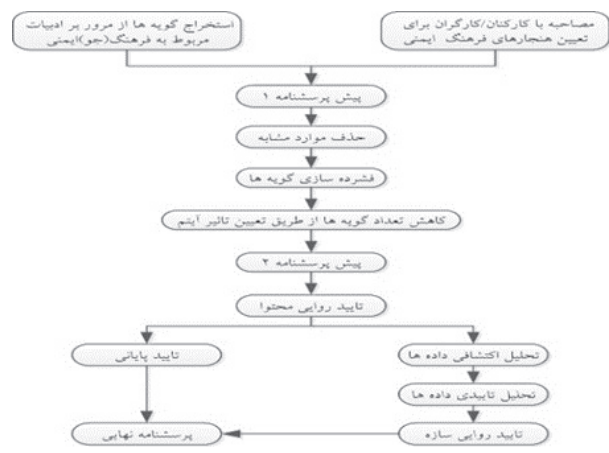 مصاحبه با کارکنان/کارگران برای
تعیین هنجارهای فرهنگ ایمنی
استخراج گویه ها از مرور بر ادبیات
مربوط به فرهنگ(جو)ایمنی
پیش پرسشنامه ۱
حذف موارد مشابه
فشرده سازی گویه ها
کاهش تعداد گویه ها از طریق تعیین تاثیر آیتم
پیش پرسشنامه ۲
تایید روایی محتوا
تحلیل اکتشافی داده ها
تایید پایانی
تحلیل تاییدی داده ها
تایید روایی سازه
پرسشنامه نهایی